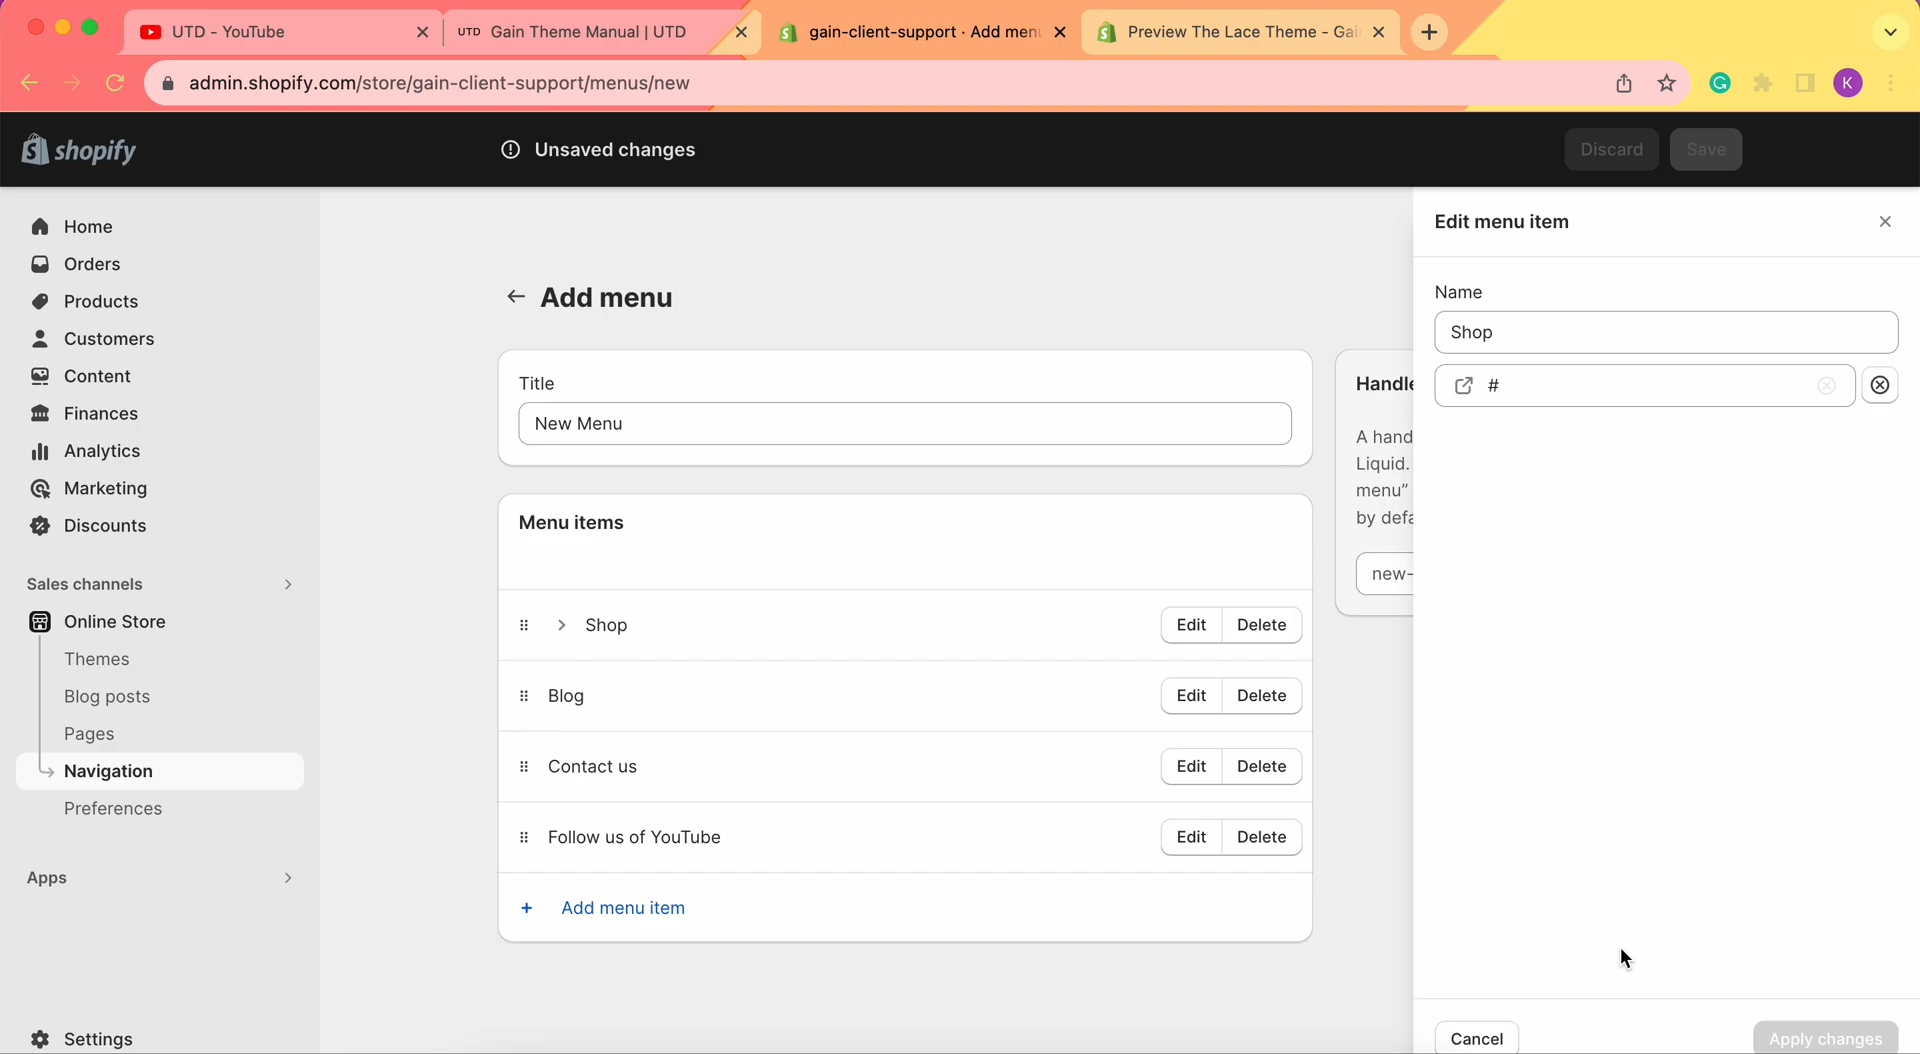 UTD - YouTube
UTD Gain Theme Manual | UTD
gain-client-support · Add men
Preview The Lace Theme - Gai
admin.shopify.com/store/gain-client-support/menus/new
K
shopify
Unsaved changes
Discard
Save
Home
Orders
Products
Customers
Content
Finances
Analytics
Marketing
Discounts
Sales channels
Online Store
Themes
Blog posts
Pages
Navigation
Preferences
Apps
Settings
Add menu
Title
New Menu
Menu items
Shop
Edit
Delete
Blog
Edit
Delete
Contact us
Edit
Delete
Follow us of YouTube
Edit
Delete
+ Add menu item
Handle
A hand
Liquid.
menu”
by defa
new-
Edit menu item
Name
Shop
#
Cancel
Apply changes